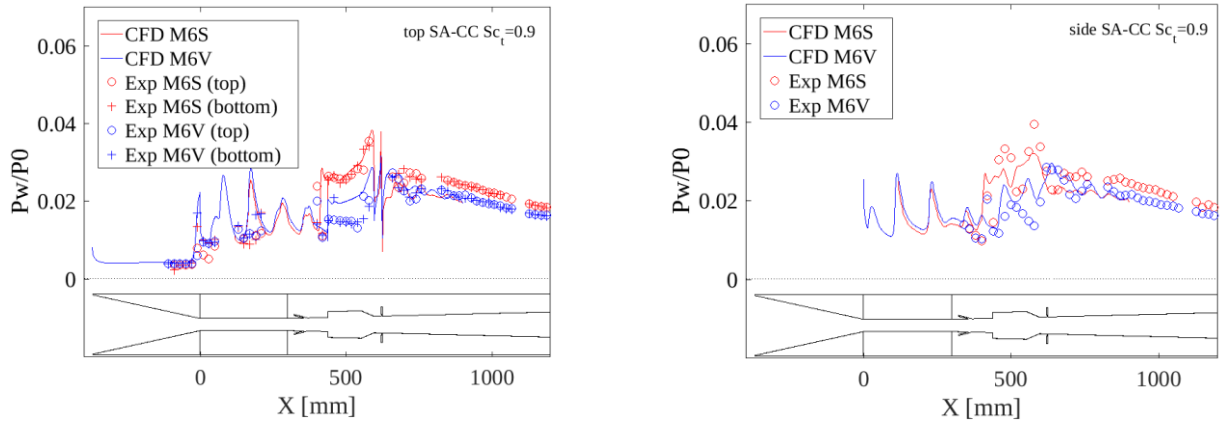 0.06
0.04
0.02
0
Pw/P0
CFD M6S
CFD M6V
Exp M6S (top)
Exp M6S (bottom)
Exp M6V (top)
Exp M6V (bottom)
top SA-CC Sc_t=0.9
0 500 1000
X [mm]
0.06
0.04
0.02
0
Pw/P0
CFD M6S
CFD M6V
Exp M6S
Exp M6V
side SA-CC Sc_t=0.9
0 500 1000
X [mm]